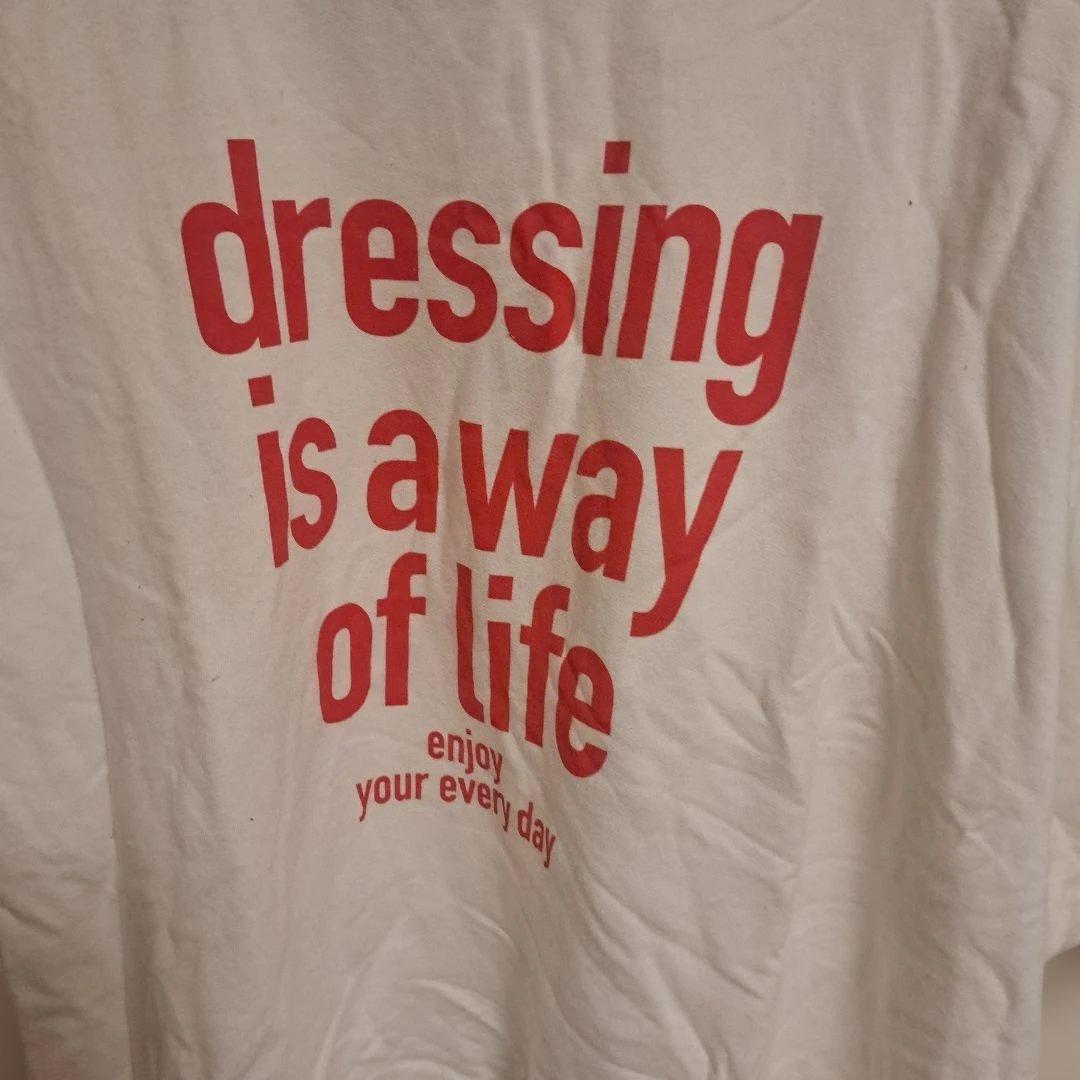 dressing
is a way
of life
enjoy
your every day